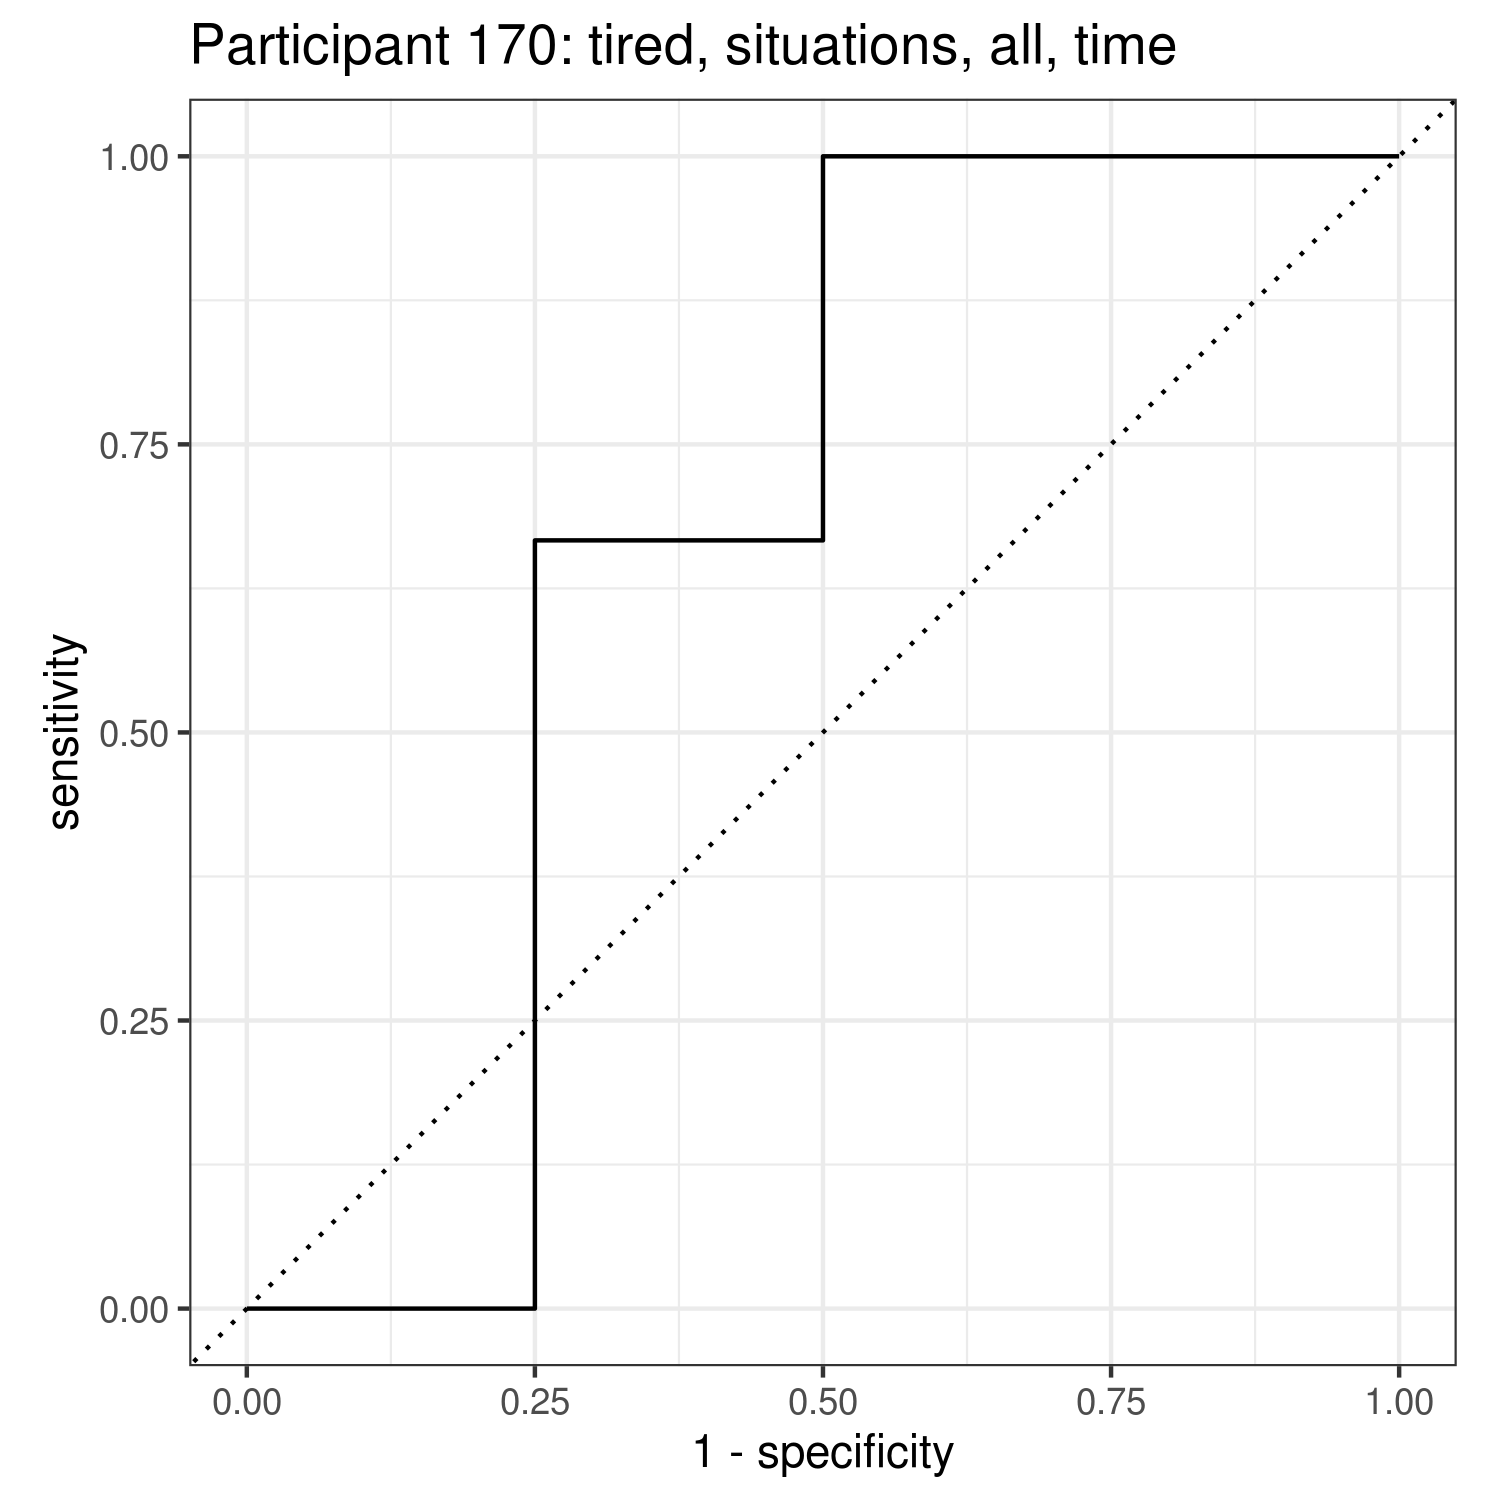 Participant 170: tired, situations, all, time
1.00
0.75
0.50
0.25
0.00
sensitivity
0.00 0.25 0.50 0.75 1.00
1 - specificity